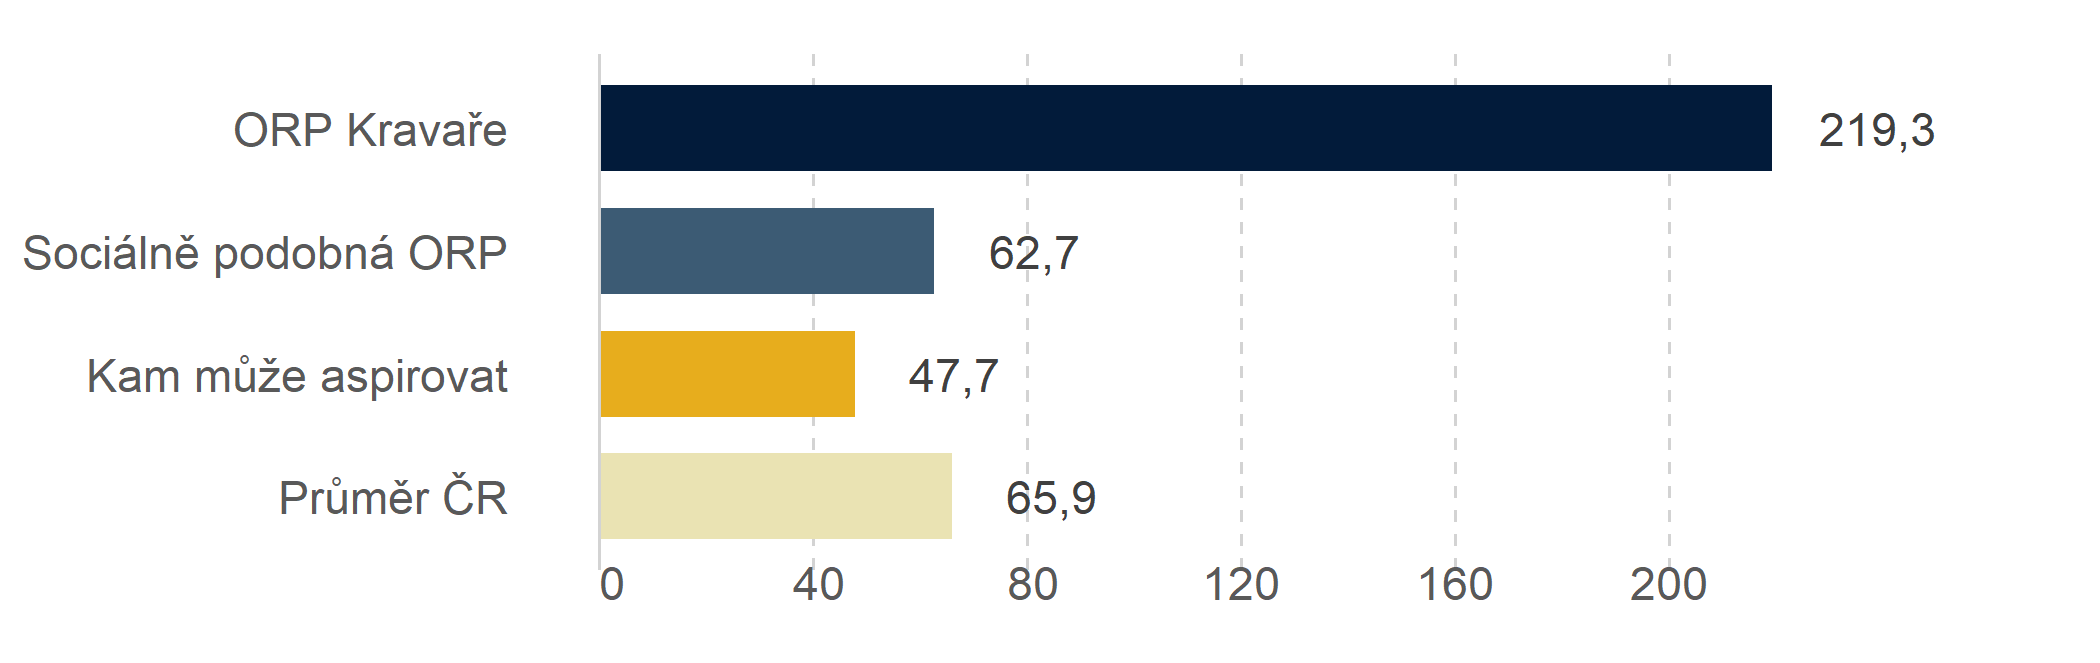 ORP Kravaře 219,3
Sociálně podobná ORP 62,7
Kam může aspirovat 47,7
Průměr ČR 65,9
0 40 80 120 160 200